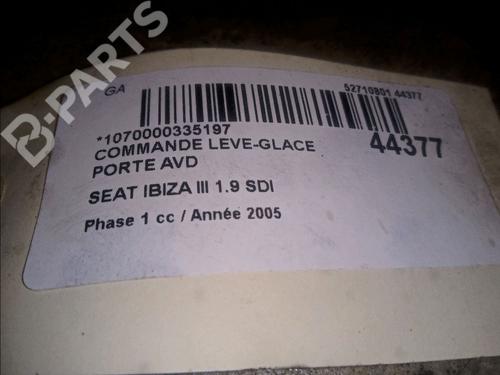 B-PARTS
GA
52710801 44377
*1070000335197
44377
COMMANDE LEVE-GLACE
PORTE AVD
SEAT IBIZA III 1.9 SDI
Phase 1 cc / Année 2005